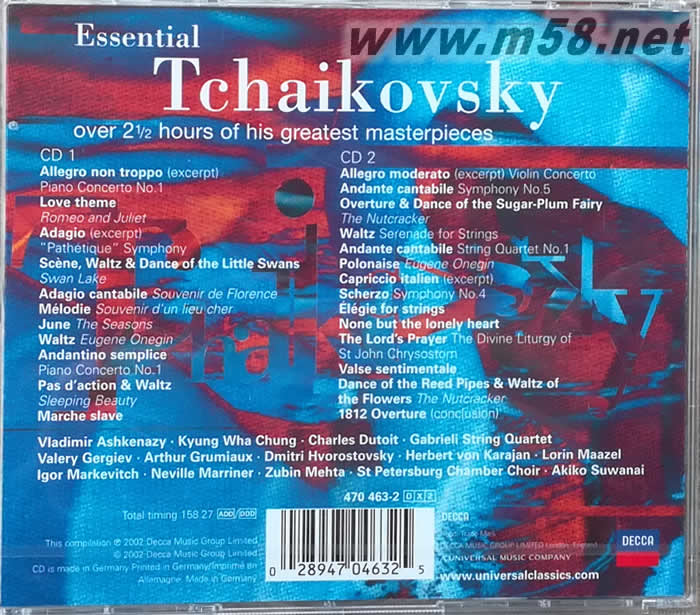 www.m58.net
Essential
Tchaikovsky
over 2½ hours of his greatest masterpieces
CD 1
Allegro non troppo (excerpt)
Piano Concerto No.1
Love theme
Romeo and Juliet
Adagio (excerpt)
"Pathétique" Symphony
Scène, Waltz & Dance of the Little Swans
Swan Lake
Adagio cantabile Souvenir de Florence
Mélodie Souvenir d'un lieu cher
June The Seasons
Waltz Eugene Onegin
Andantino semplice
Piano Concerto No.1
Pas d'action & Waltz
Sleeping Beauty
Marche slave
CD 2
Allegro moderato (excerpt) Violin Concerto
Andante cantabile Symphony No.5
Overture & Dance of the Sugar-Plum Fairy
The Nutcracker
Waltz Serenade for Strings
Andante cantabile String Quartet No.1
Polonaise Eugene Onegin
Capriccio italien (excerpt)
Scherzo Symphony No.4
Élégie for strings
None but the lonely heart
The Lord's Prayer The Divine Liturgy of
St John Chrysostom
Valse sentimentale
Dance of the Reed Pipes & Waltz of
the Flowers The Nutcracker
1812 Overture (conclusion)
Vladimir Ashkenazy · Kyung Wha Chung · Charles Dutoit · Gabrieli String Quartet
Valery Gergiev · Arthur Grumiaux · Dmitri Hvorostovsky · Herbert von Karajan · Lorin Maazel
Igor Markevitch · Neville Marriner · Zubin Mehta · St Petersburg Chamber Choir · Akiko Suwanai
470 463-2 DX2
Total timing 158 27 ADD/DDD
This compilation ℗ 2002 Decca Music Group Limited
© 2002 Decca Music Group Limited
CD is made in Germany Printed in Germany/Imprimé en
Allemagne. Made in Germany
0 28947 04632 5
DECCA
Trade Mark
DECCA MUSIC GROUP LIMITED London, England
UNIVERSAL MUSIC COMPANY
www.universalclassics.com
DECCA